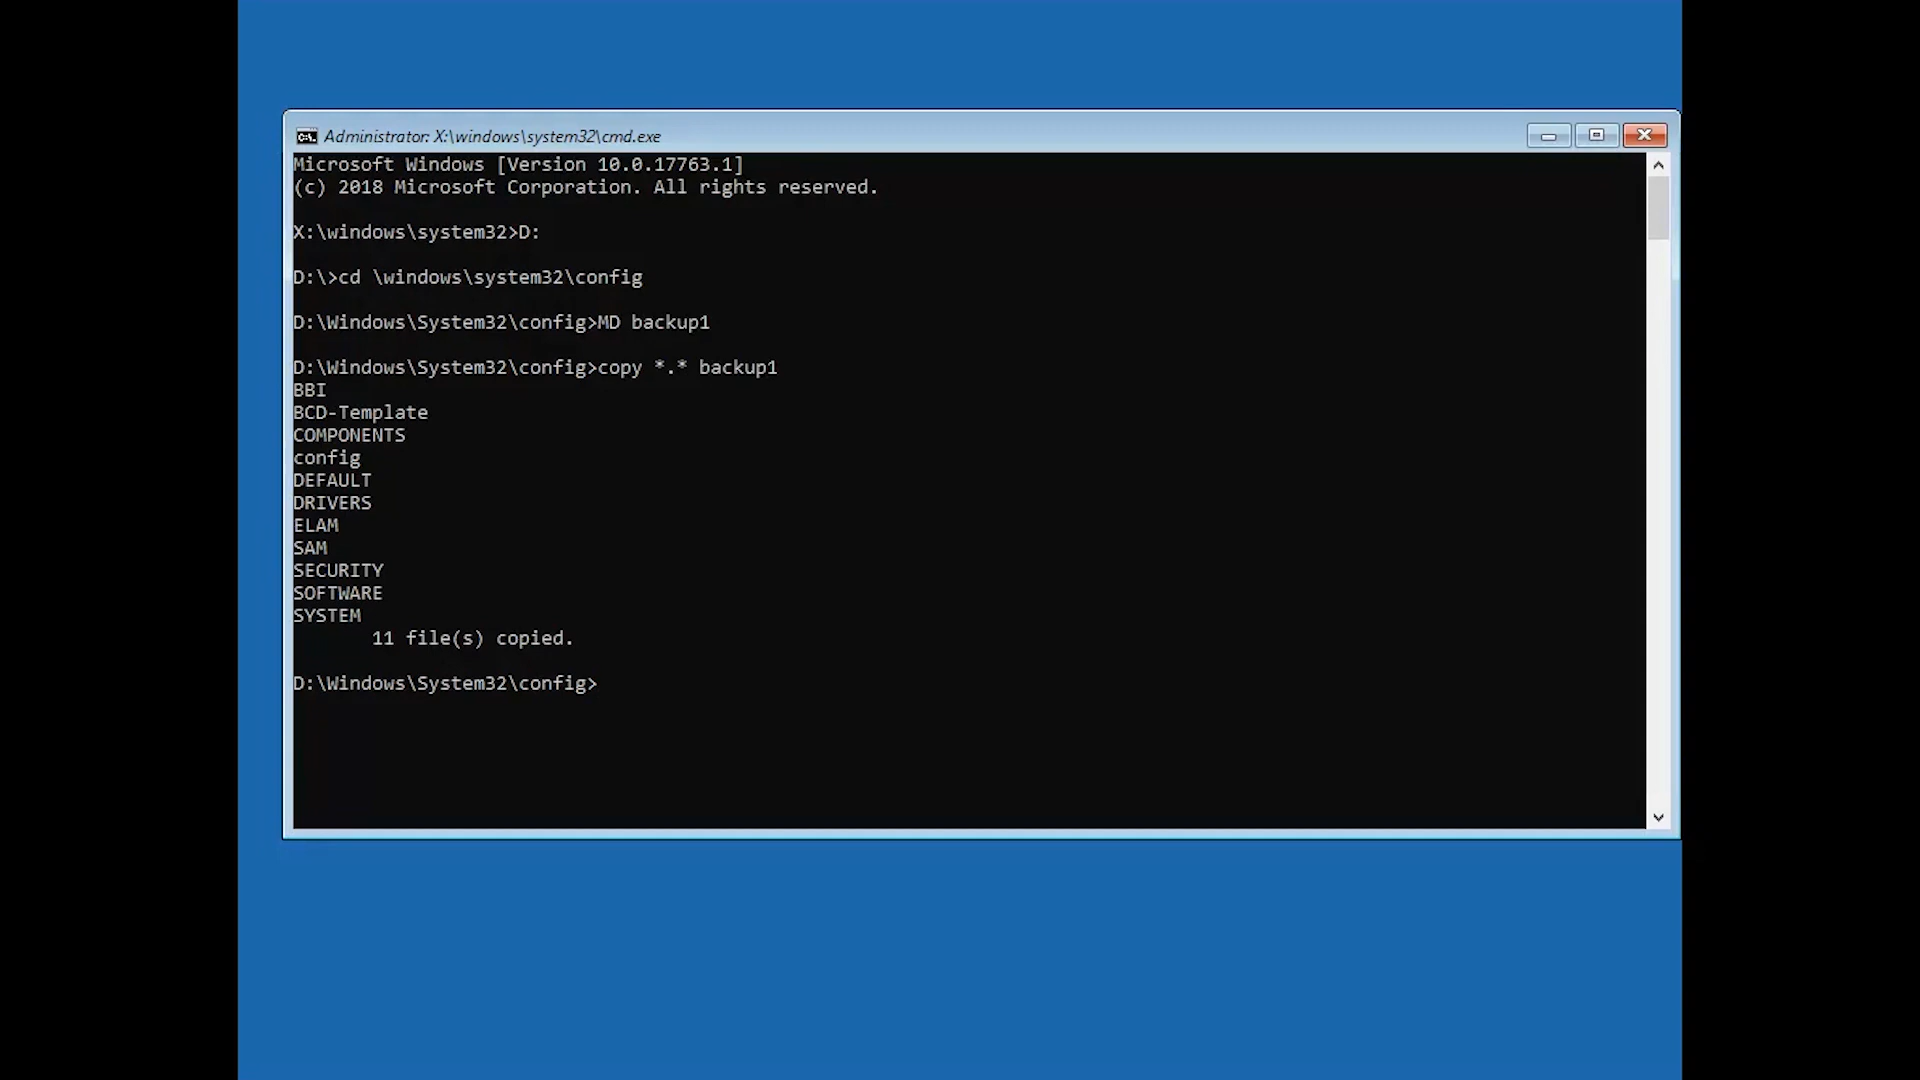 Administrator: X:\windows\system32\cmd.exe
Microsoft Windows [Version 10.0.17763.1]
(c) 2018 Microsoft Corporation. All rights reserved.
X:\windows\system32>D:
D:\>cd \windows\system32\config
D:\Windows\System32\config>MD backup1
D:\Windows\System32\config>copy *.* backup1
BBI
BCD-Template
COMPONENTS
config
DEFAULT
DRIVERS
ELAM
SAM
SECURITY
SOFTWARE
SYSTEM
11 file(s) copied.
D:\Windows\System32\config>